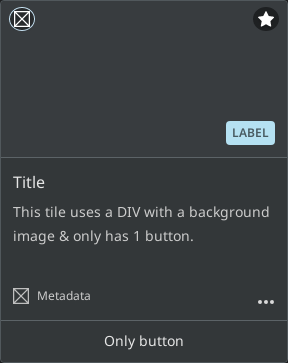 LABEL
Title
This tile uses a DIV with a background
image & only has 1 button.
Metadata
Only button